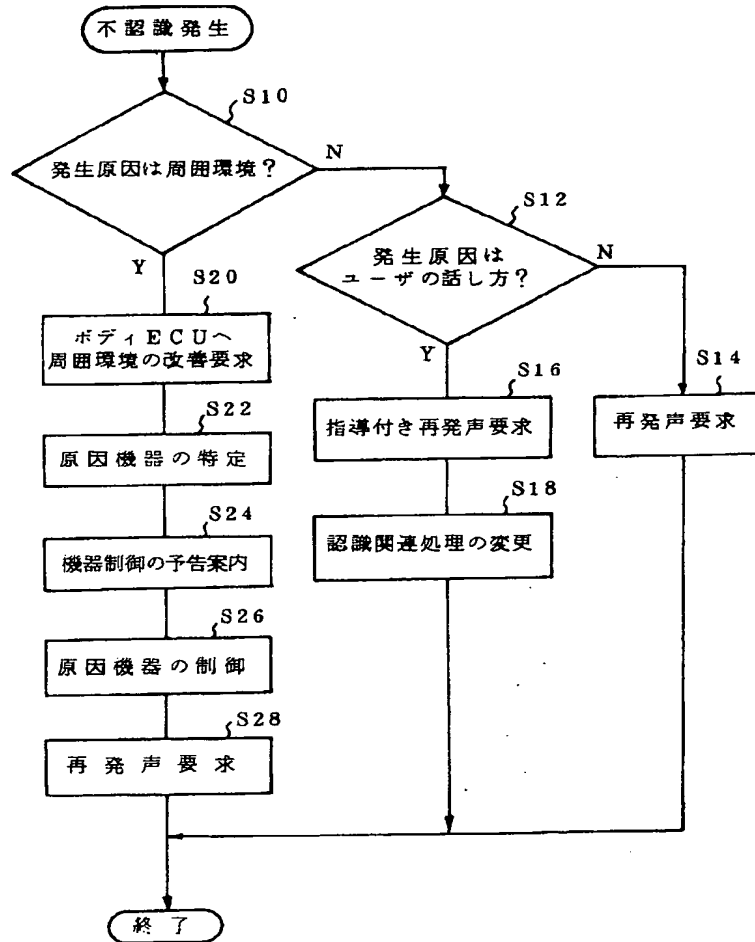 不認識発生
S10
発生原因は周囲環境?
N
Y
S12
発生原因は
ユーザの話し方?
N
Y
S20
ボディECUへ
周囲環境の改善要求
S16
指導付き再発声要求
S14
再発声要求
S22
原因機器の特定
S18
認識関連処理の変更
S24
機器制御の予告案内
S26
原因機器の制御
S28
再発声要求
終了